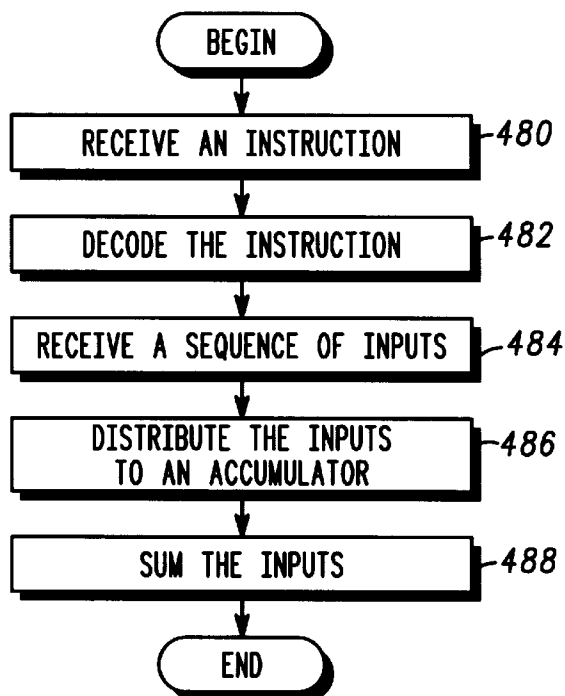 BEGIN
RECEIVE AN INSTRUCTION
480
DECODE THE INSTRUCTION
482
RECEIVE A SEQUENCE OF INPUTS
484
DISTRIBUTE THE INPUTS
TO AN ACCUMULATOR
486
SUM THE INPUTS
488
END